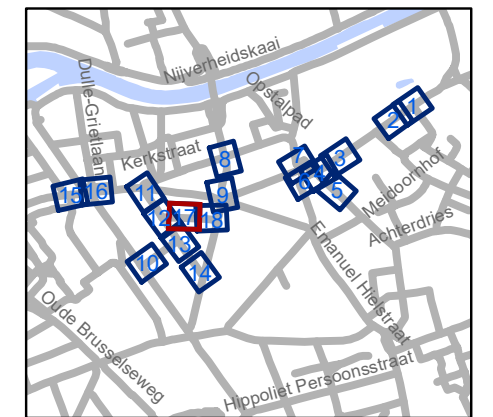 Nijverheidskaai
Opstalpad
Dulle-Grietlaan
Kerkstraat
1
2
3
4
5
6
7
8
9
10
11
12
13
14
15
16
17
18
Meldoornhof
Achterdries
Emanuel Hielstraat
Oude Brusselseweg
Hippoliet Persoonsstraat